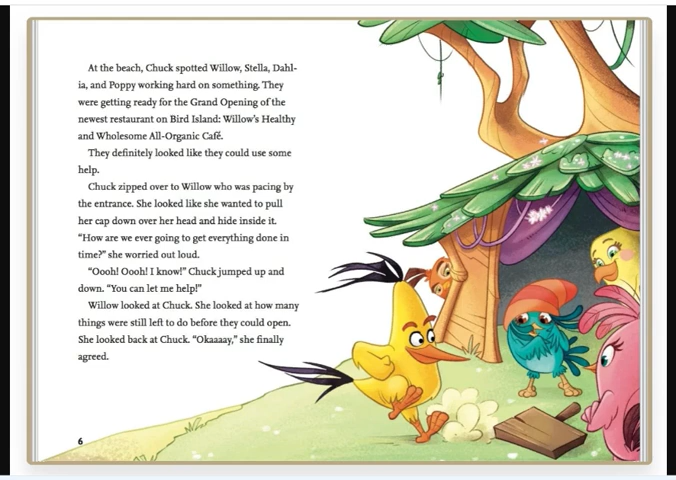 At the beach, Chuck spotted Willow, Stella, Dahl-
ia, and Poppy working hard on something. They
were getting ready for the Grand Opening of the
newest restaurant on Bird Island: Willow's Healthy
and Wholesome All-Organic Café.
They definitely looked like they could use some
help.
Chuck zipped over to Willow who was pacing by
the entrance. She looked like she wanted to pull
her cap down over her head and hide inside it.
“How are we ever going to get everything done in
time?” she worried out loud.
“Oooh! Oooh! I know!” Chuck jumped up and
down. “You can let me help!”
Willow looked at Chuck. She looked at how many
things were still left to do before they could open.
She looked back at Chuck. “Okaaaay,” she finally
agreed.
6